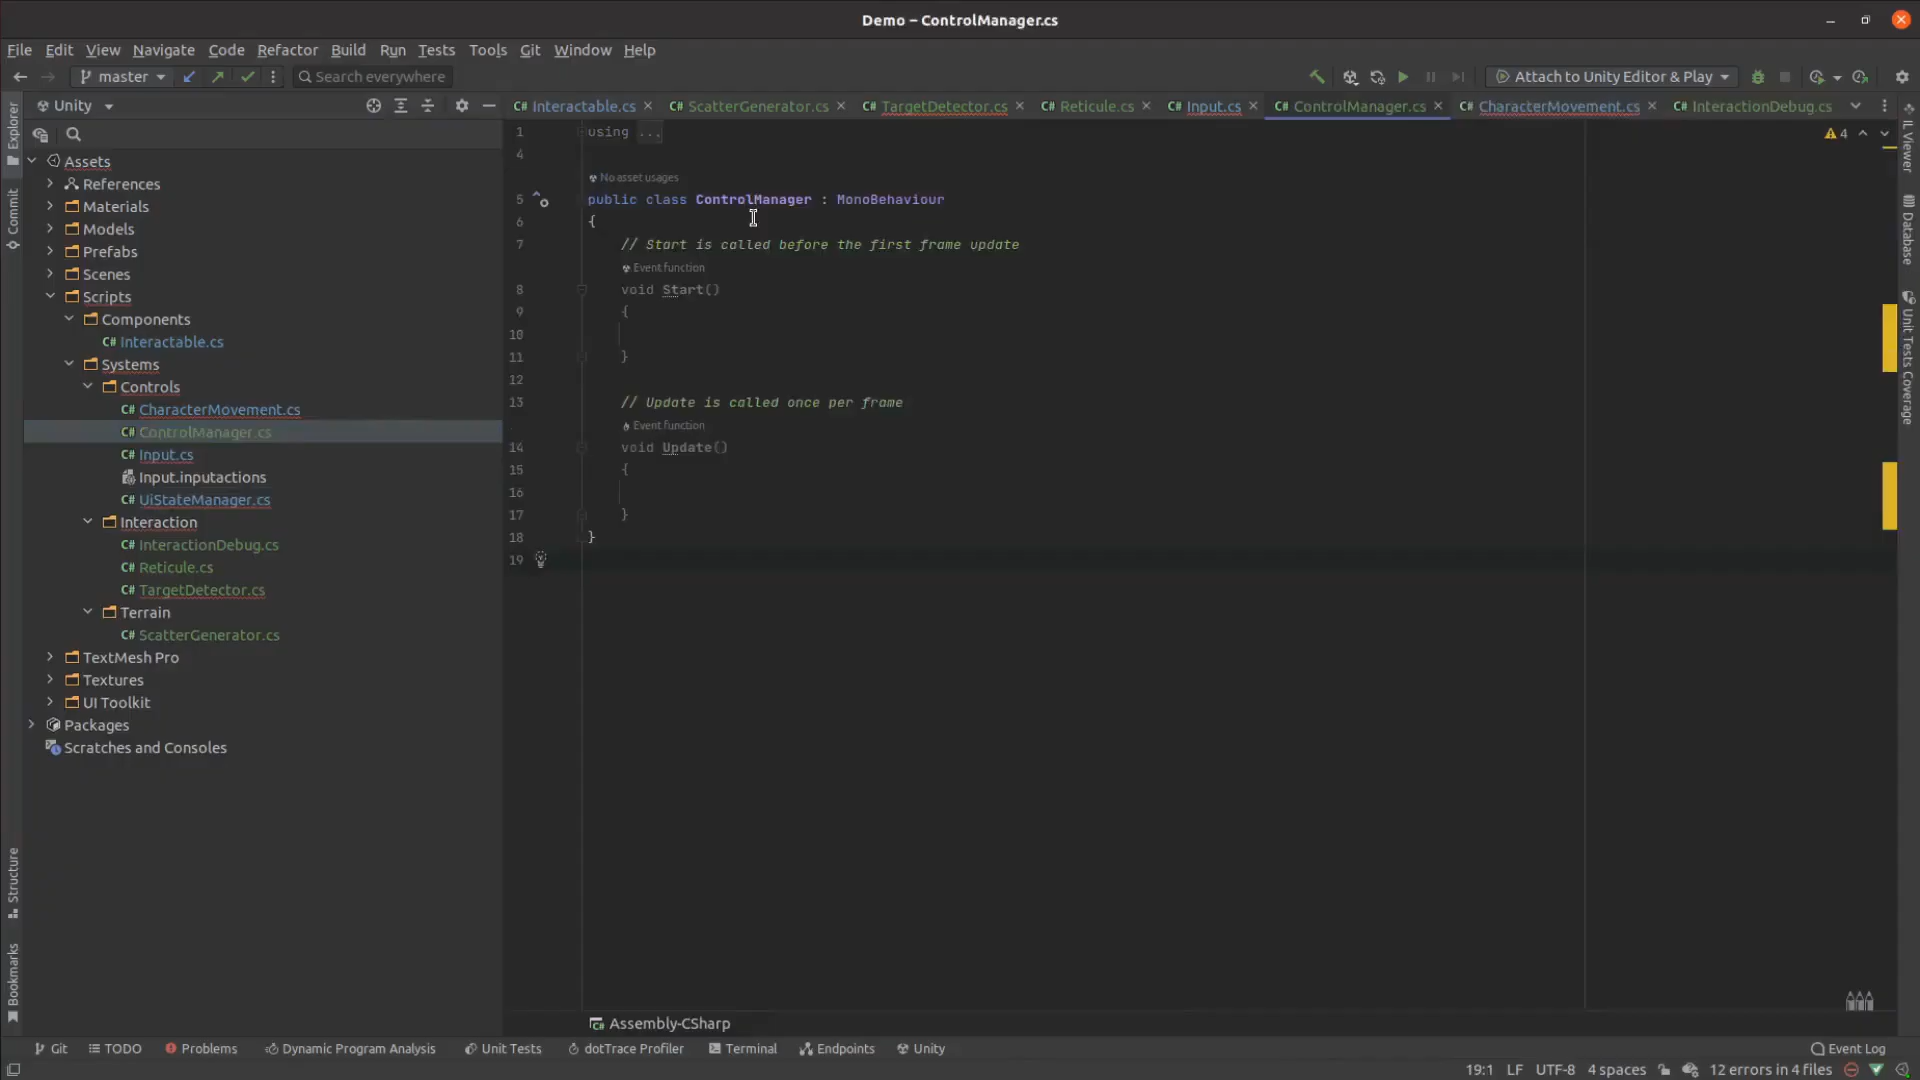 Demo – ControlManager.cs
File Edit View Navigate Code Refactor Build Run Tests Tools Git Window Help
master Search everywhere Attach to Unity Editor & Play
Unity
Interactable.cs ScatterGenerator.cs TargetDetector.cs Reticule.cs Input.cs ControlManager.cs CharacterMovement.cs InteractionDebug.cs
Explorer
Commit
Structure
Bookmarks
Assets
References
Materials
Models
Prefabs
Scenes
Scripts
Components
C# Interactable.cs
Systems
Controls
C# CharacterMovement.cs
C# ControlManager.cs
C# Input.cs
Input.inputactions
C# UiStateManager.cs
Interaction
C# InteractionDebug.cs
C# Reticule.cs
C# TargetDetector.cs
Terrain
C# ScatterGenerator.cs
TextMesh Pro
Textures
UI Toolkit
Packages
Scratches and Consoles
1 using ...
4
No asset usages
5 public class ControlManager : MonoBehaviour
6 {
7 // Start is called before the first frame update
Event function
8 void Start()
9 {
10
11 }
12
13 // Update is called once per frame
Event function
14 void Update()
15 {
16
17 }
18 }
19
4
IL Viewer
Database
Unit Tests Coverage
Assembly-CSharp
Git TODO Problems Dynamic Program Analysis Unit Tests dotTrace Profiler Terminal Endpoints Unity Event Log
19:1 LF UTF-8 4 spaces 12 errors in 4 files